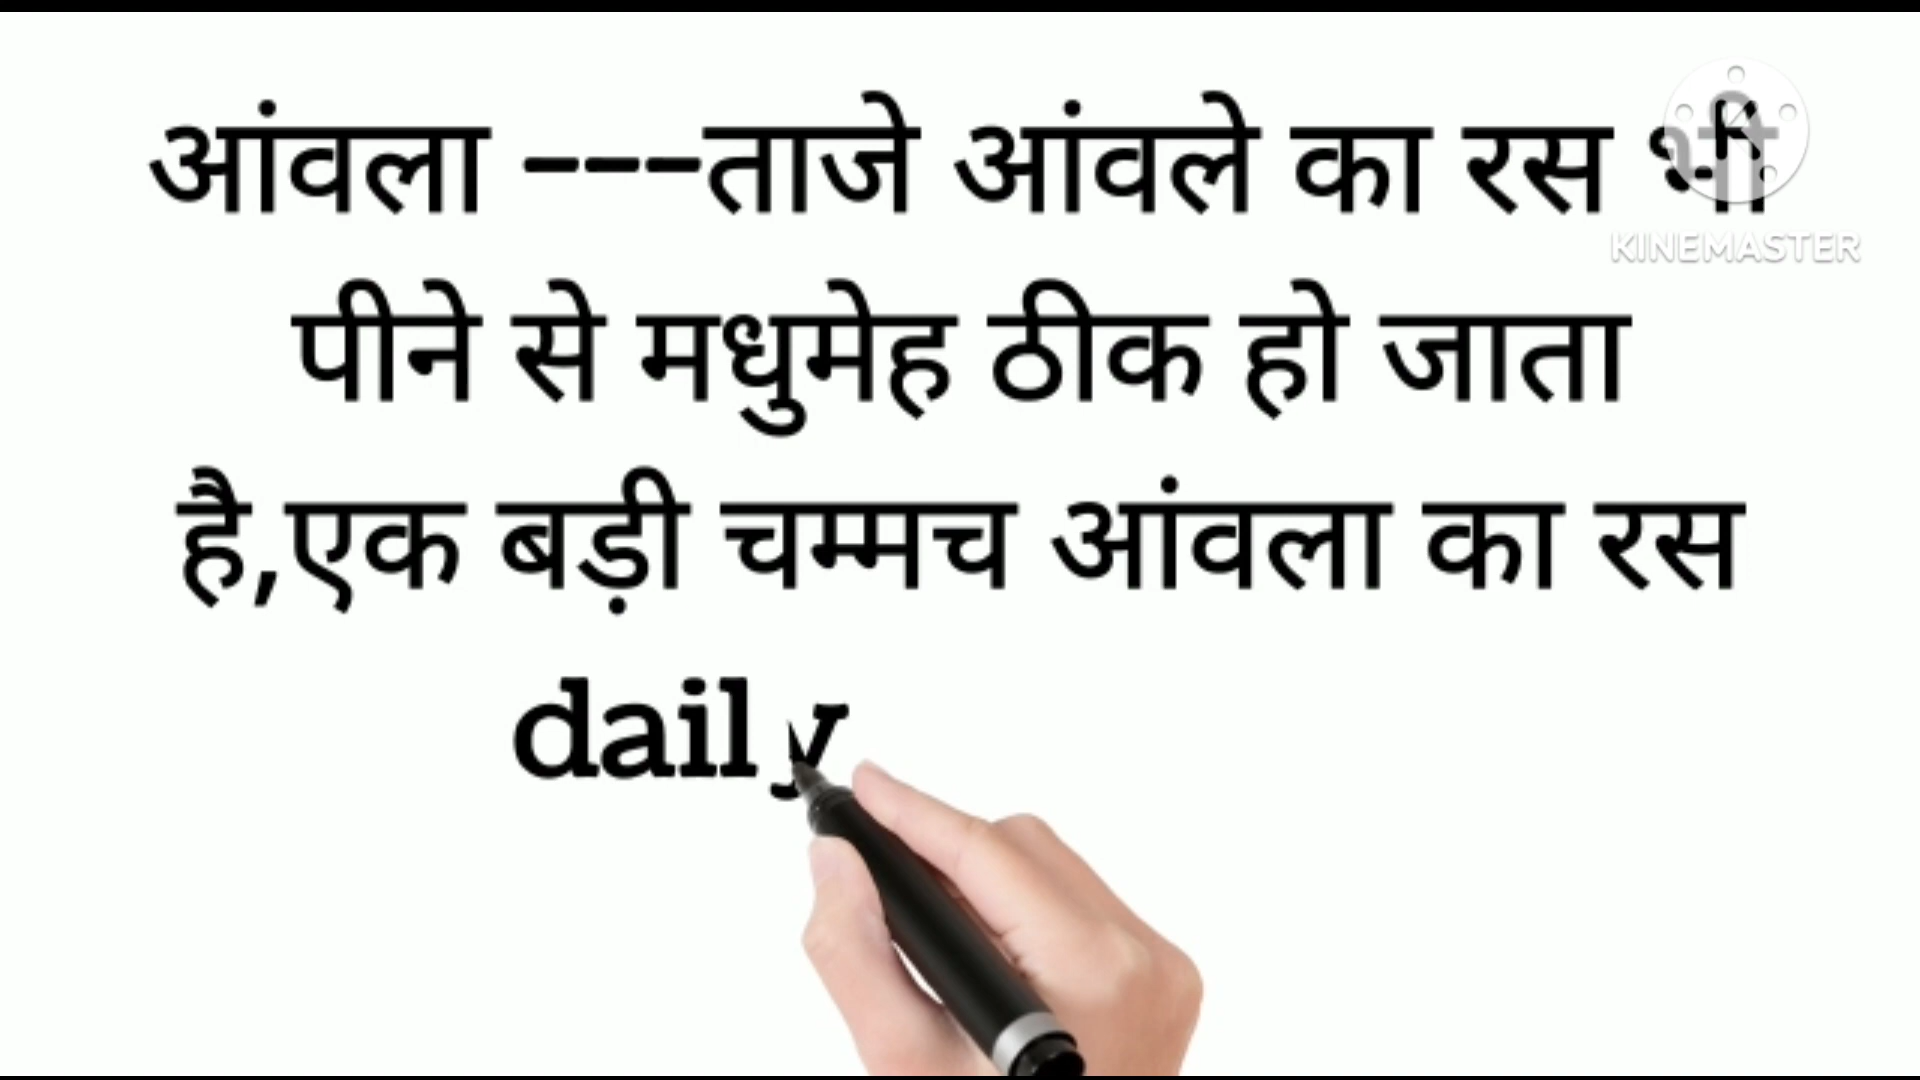 आंवला ---ताजे आंवले का रस भी
KINEMASTER
पीने से मधुमेह ठीक हो जाता
है,एक बड़ी चम्मच आंवला का रस
daily